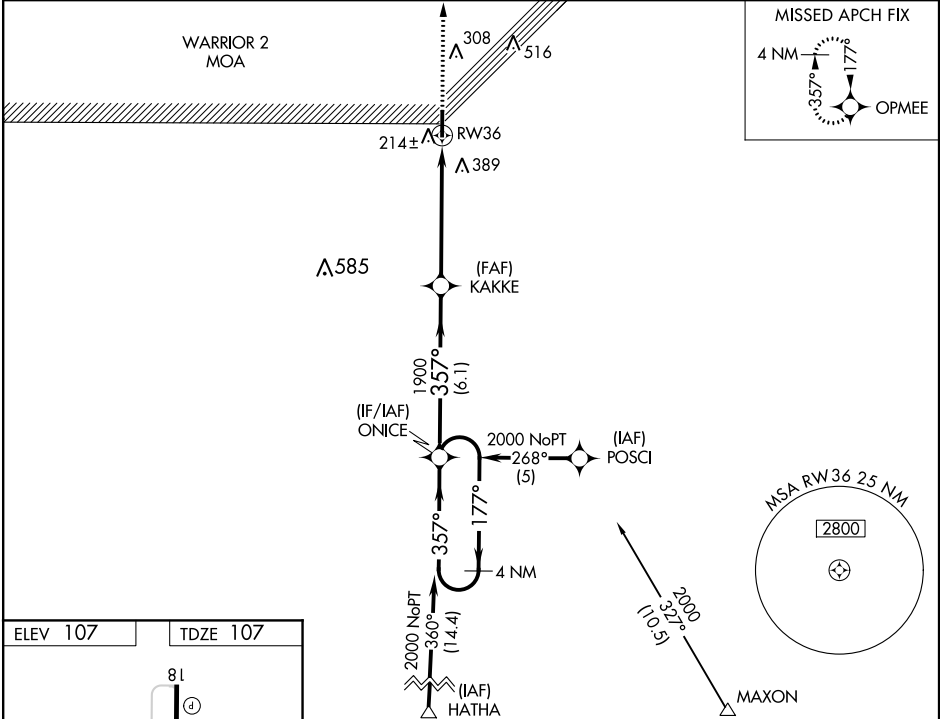 WARRIOR 2
MOA
308
516
MISSED APCH FIX
4 NM
357°
177°
OPMEE
214±
RW36
389
585
(FAF)
KAKKE
1900
357°
(6.1)
(IF/IAF)
ONICE
2000 NoPT
268°
(5)
(IAF)
POSCI
357°
177°
4 NM
MSA RW36 25 NM
2800
2000 NoPT
360°
(14.4)
(IAF)
HATHA
2000
327°
(10.5)
MAXON
ELEV 107
TDZE 107
18
P